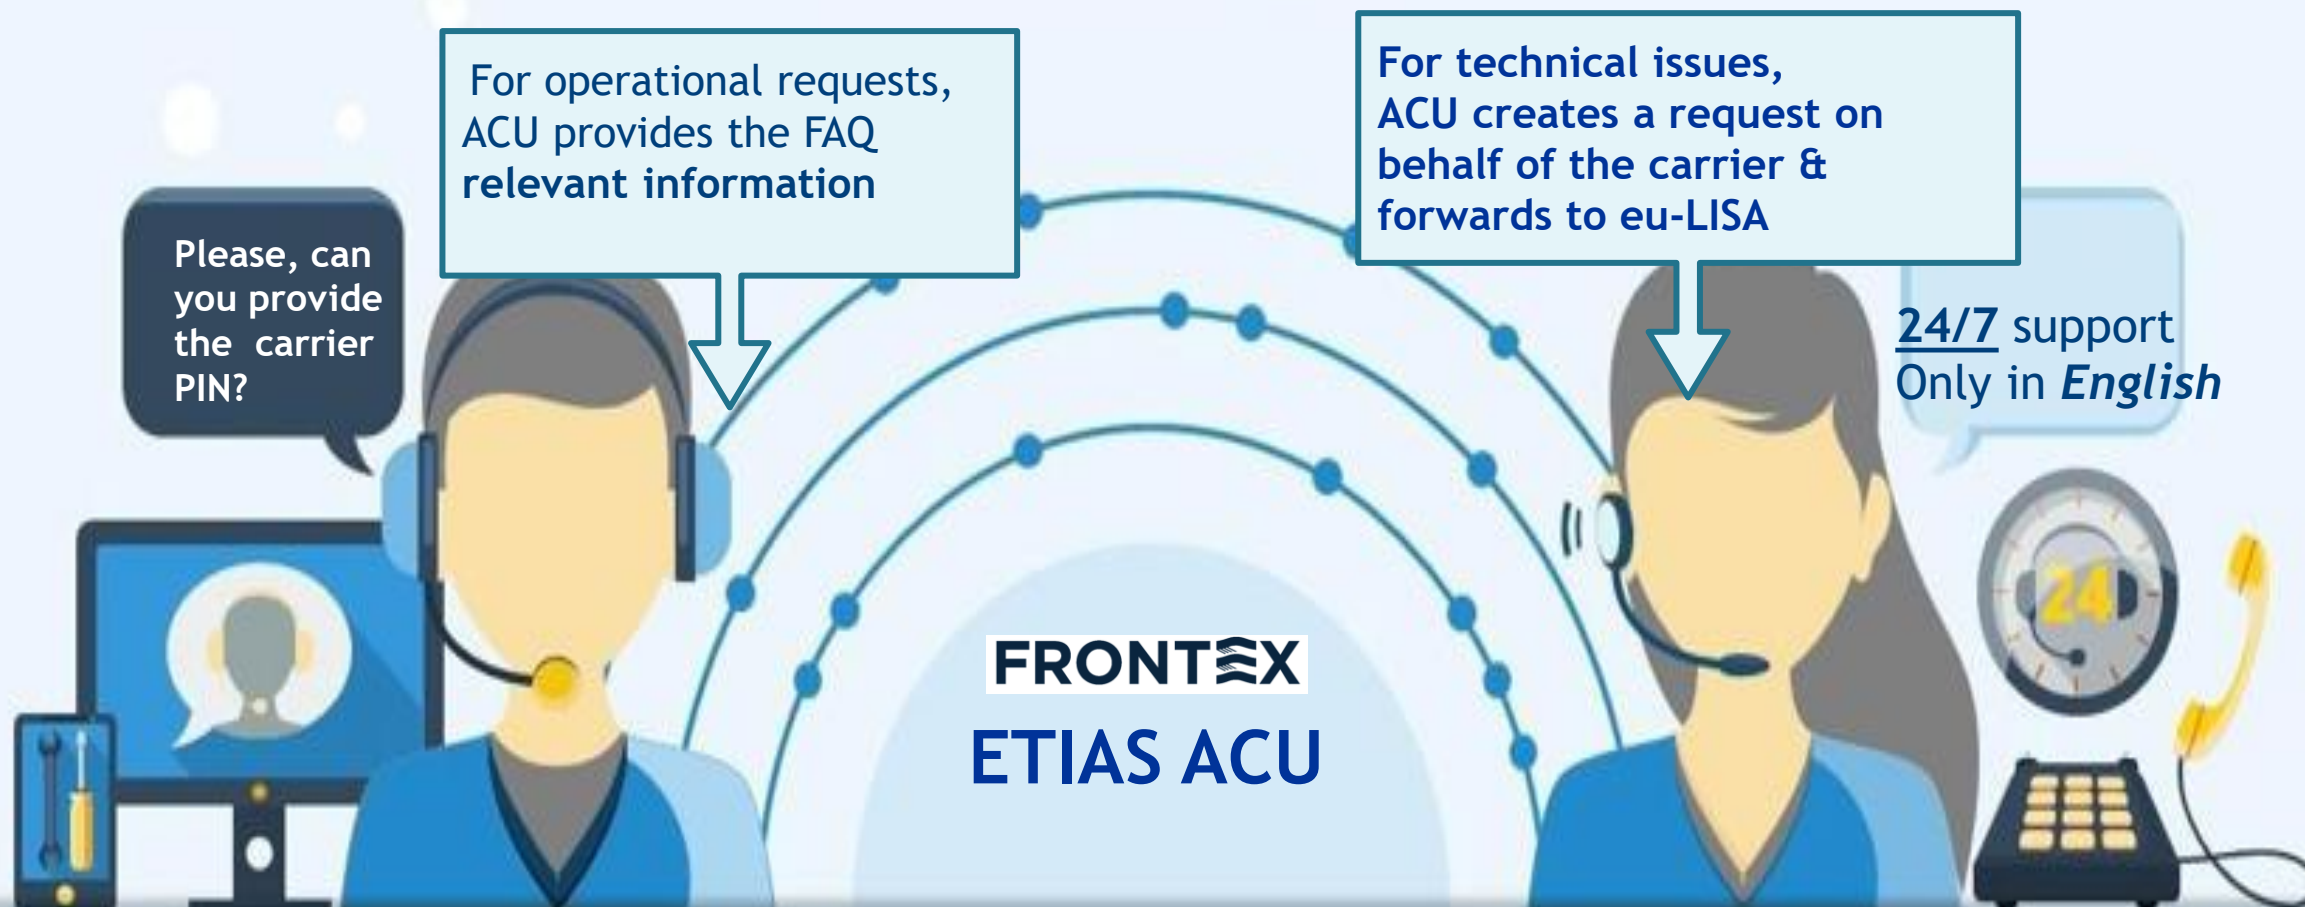 For operational requests,
ACU provides the FAQ
relevant information
For technical issues,
ACU creates a request on
behalf of the carrier &
forwards to eu-LISA
Please, can
you provide
the carrier
PIN?
24/7 support
Only in English
24
FRONTEX
ETIAS ACU